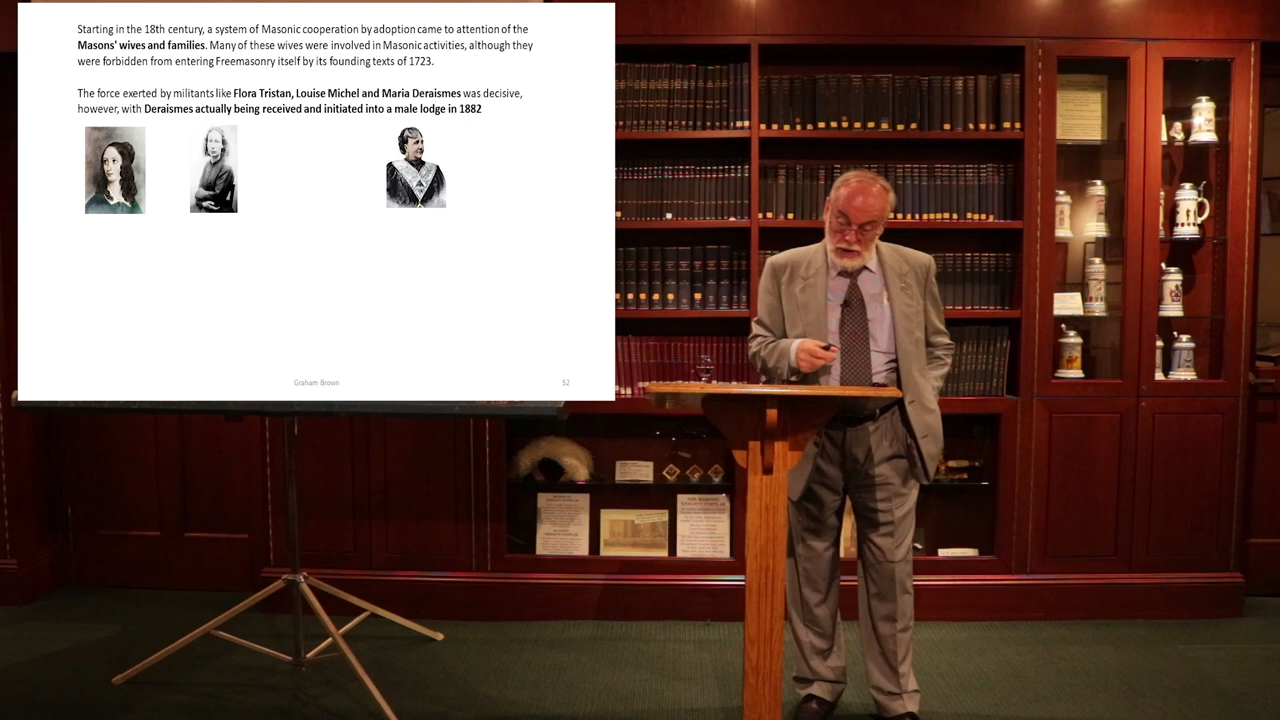 Starting in the 18th century, a system of Masonic cooperation by adoption came to attention of the
Masons' wives and families. Many of these wives were involved in Masonic activities, although they
were forbidden from entering Freemasonry itself by its founding texts of 1723.
The force exerted by militants like Flora Tristan, Louise Michel and Maria Deraismes was decisive,
however, with Deraismes actually being received and initiated into a male lodge in 1882
Graham Brown
52